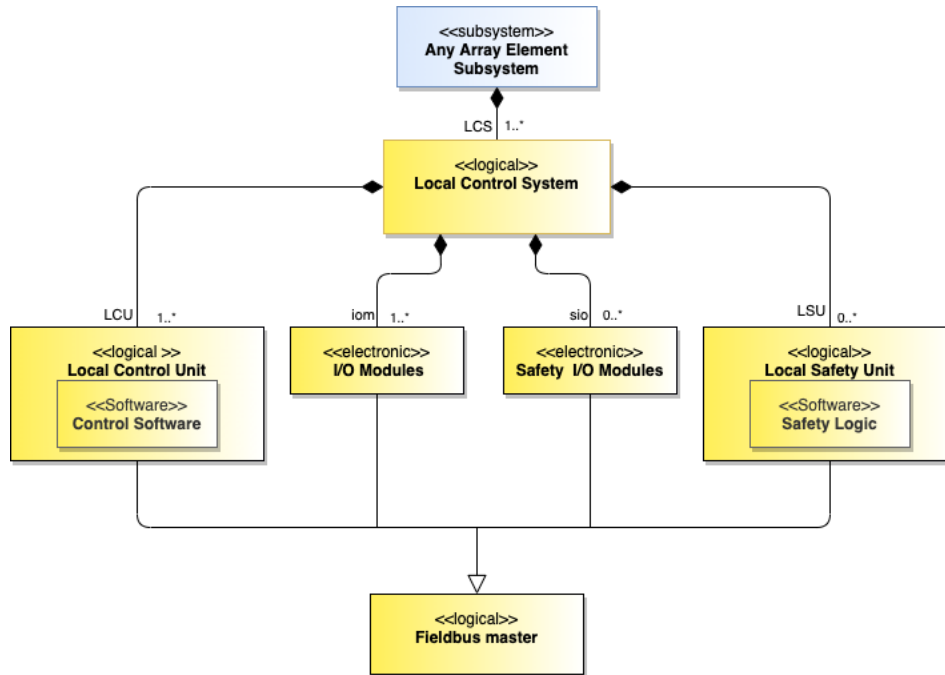 <<subsystem>>
Any Array Element
Subsystem
LCS 1..*
<<logical>>
Local Control System
LCU 1..*
iom 1..*
sio 0..*
LSU 0..*
<<logical >>
Local Control Unit
<<Software>>
Control Software
<<electronic>>
I/O Modules
<<electronic>>
Safety I/O Modules
<<logical>>
Local Safety Unit
<<Software>>
Safety Logic
<<logical>>
Fieldbus master